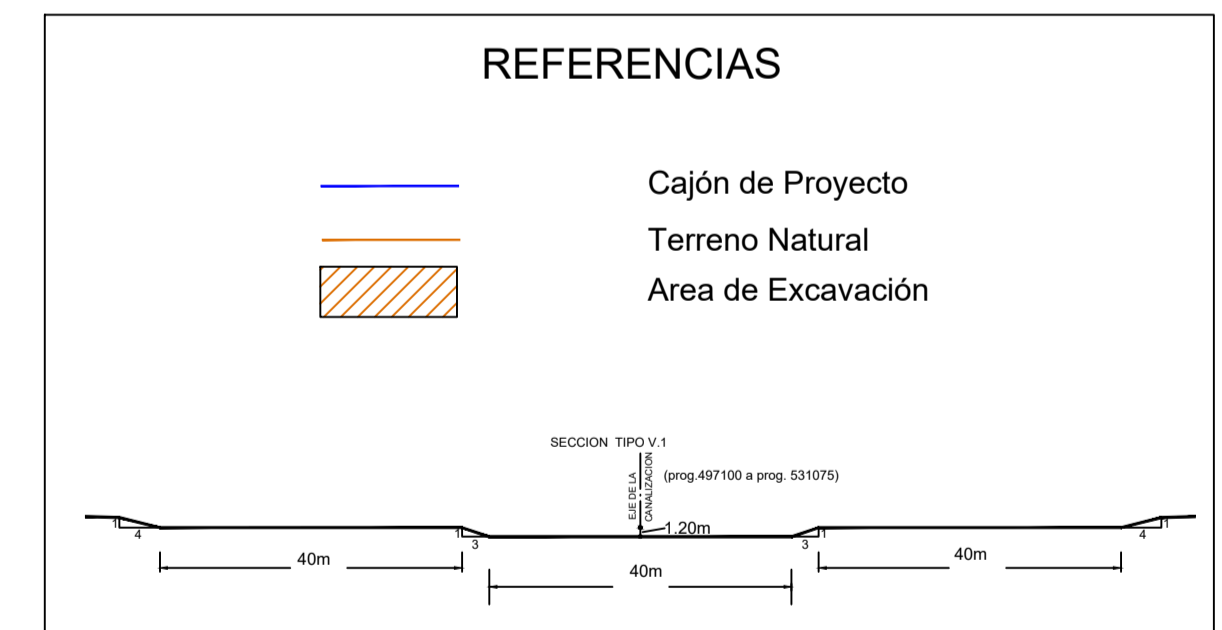 REFERENCIAS
Cajón de Proyecto
Terreno Natural
Area de Excavación
SECCION TIPO V.1
EJE DE LA
CANALIZACION
(prog.497100 a prog. 531075)
1.20m
1
4
1
3
3
1
4
1
40m
40m
40m